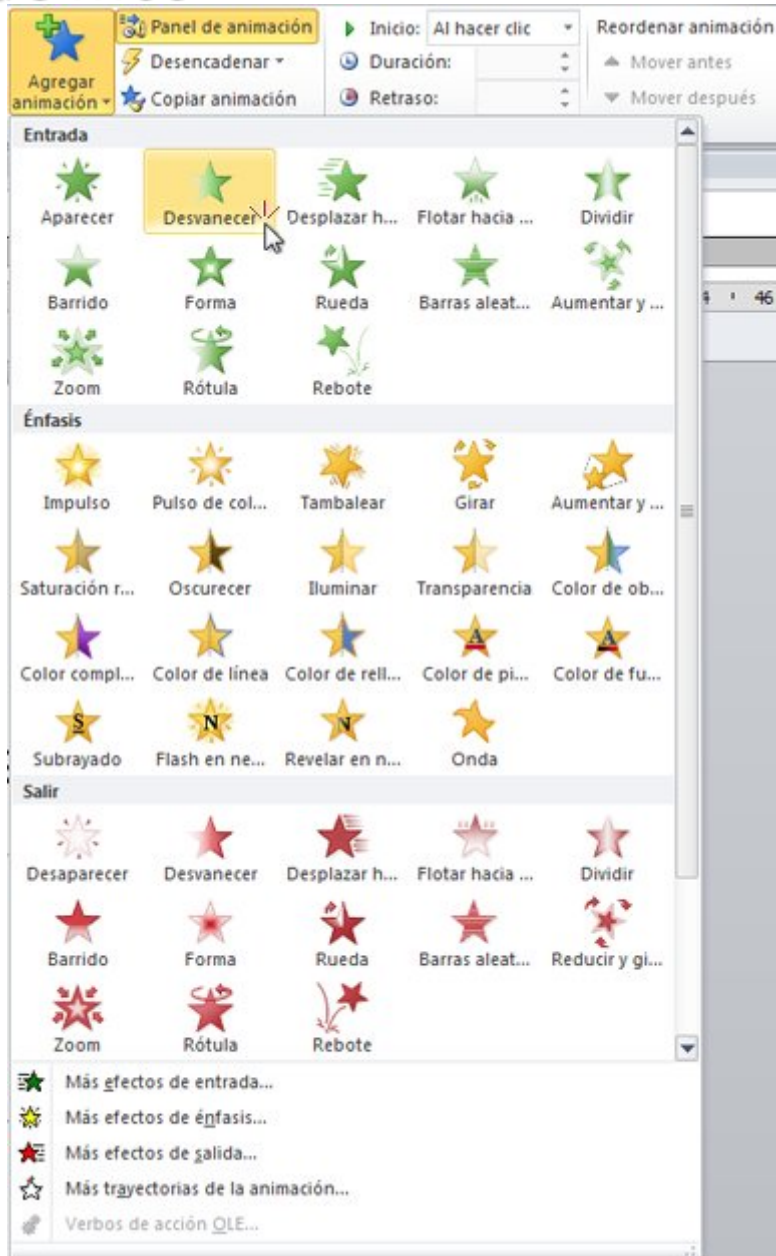 Panel de animación Inicio: Al hacer clic Reordenar animación
Desencadenar Duración: Mover antes
Agregar animación Copiar animación Retraso: Mover después
Entrada
Aparecer Desvanecer Desplazar h... Flotar hacia ... Dividir
4 46
Barrido Forma Rueda Barras aleat... Aumentar y ...
Zoom Rótula Rebote
Énfasis
Impulso Pulso de col... Tambalear Girar Aumentar y ...
Saturación r... Oscurecer Iluminar Transparencia Color de ob...
Color compl... Color de línea Color de rell... Color de pi... Color de fu...
Subrayado Flash en ne... Revelar en n... Onda
Salir
Desaparecer Desvanecer Desplazar h... Flotar hacia ... Dividir
Barrido Forma Rueda Barras aleat... Reducir y gi...
Zoom Rótula Rebote
Más efectos de entrada...
Más efectos de énfasis...
Más efectos de salida...
Más trayectorias de la animación...
Verbos de acción OLE...